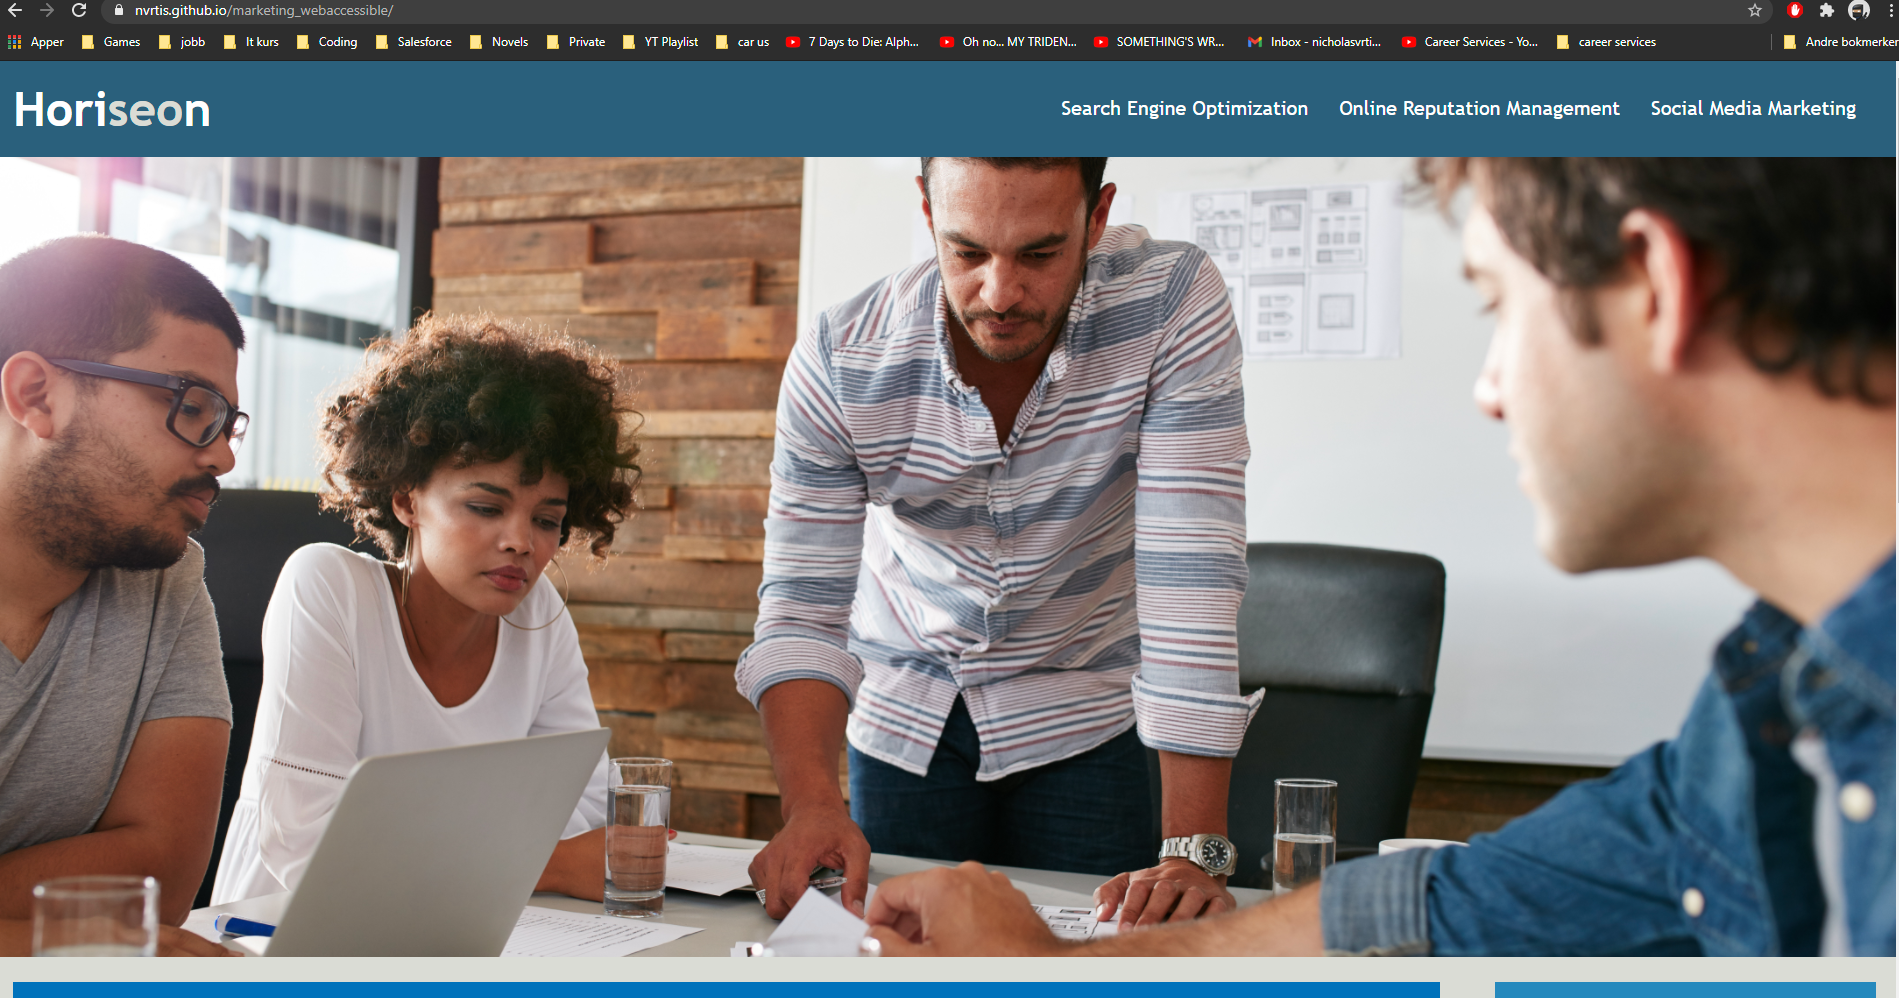 nvrtis.github.io/marketing_webaccessible/
Apper Games jobb It kurs Coding Salesforce Novels Private YT Playlist car us 7 Days to Die: Alph... Oh no... MY TRIDEN... SOMETHING'S WR... Inbox - nicholasvrti... Career Services - Yo... career services Andre bokmerker
Horiseon Search Engine Optimization Online Reputation Management Social Media Marketing